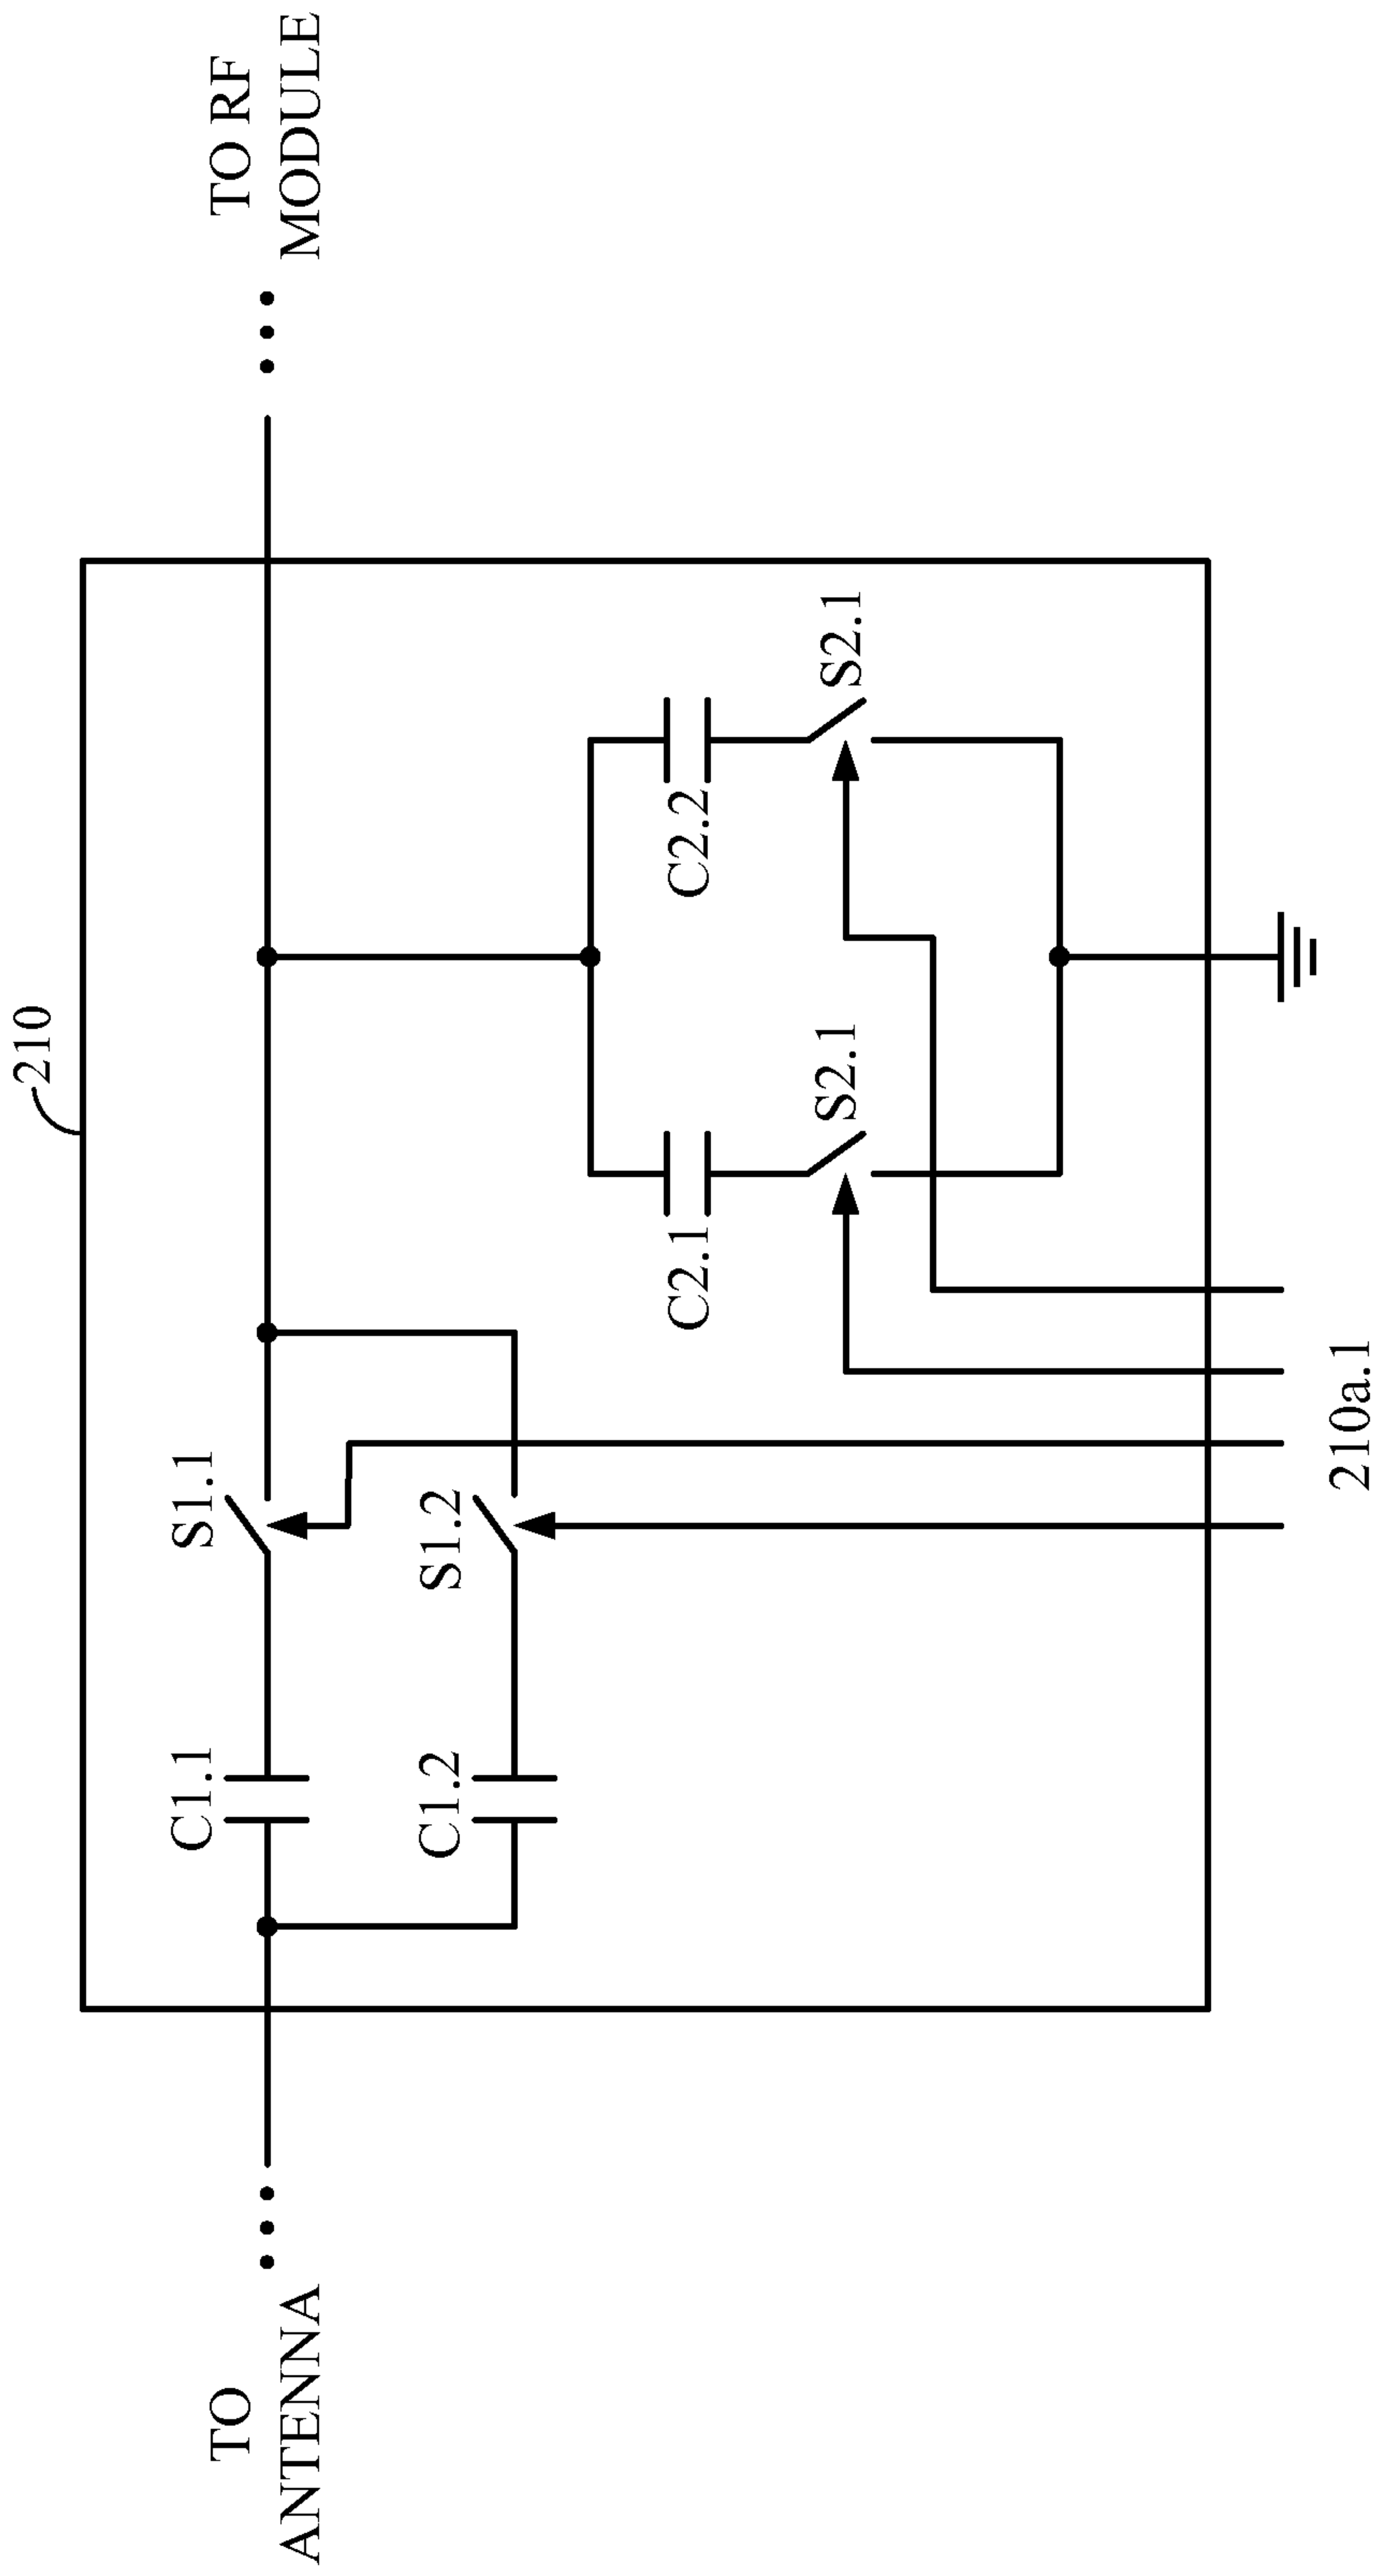 210
TO
ANTENNA
C1.1
S1.1
TO RF
MODULE
C1.2
S1.2
C2.1
C2.2
S2.1
S2.1
210a.1